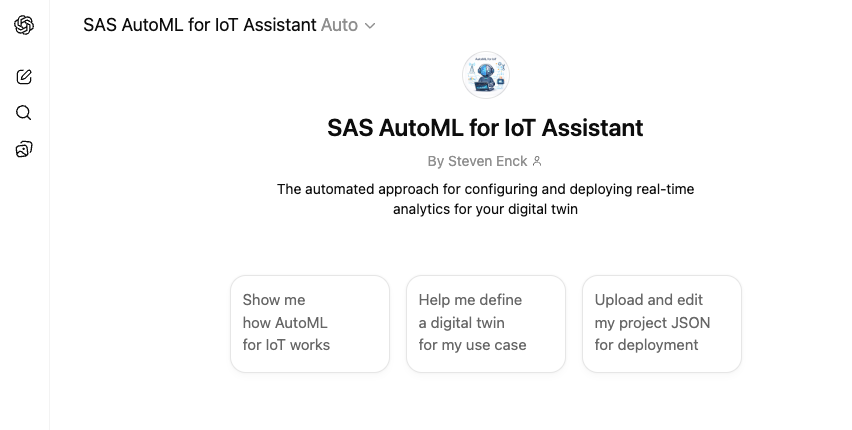 SAS AutoML for IoT Assistant Auto
SAS AutoML for IoT Assistant
By Steven Enck
The automated approach for configuring and deploying real-time
analytics for your digital twin
Show me
how AutoML
for IoT works
Help me define
a digital twin
for my use case
Upload and edit
my project JSON
for deployment